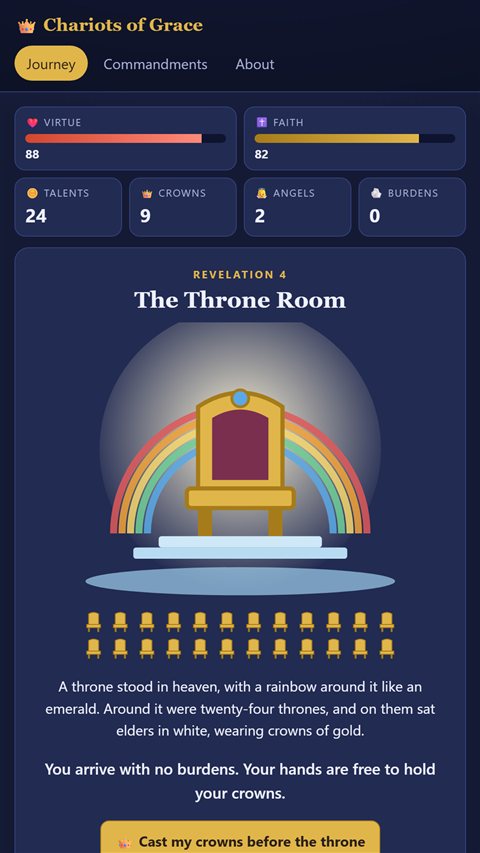 Chariots of Grace
Journey Commandments About
VIRTUE
88
FAITH
82
TALENTS
24
CROWNS
9
ANGELS
2
BURDENS
0
REVELATION 4
The Throne Room
A throne stood in heaven, with a rainbow around it like an
emerald. Around it were twenty-four thrones, and on them sat
elders in white, wearing crowns of gold.
You arrive with no burdens. Your hands are free to hold
your crowns.
Cast my crowns before the throne